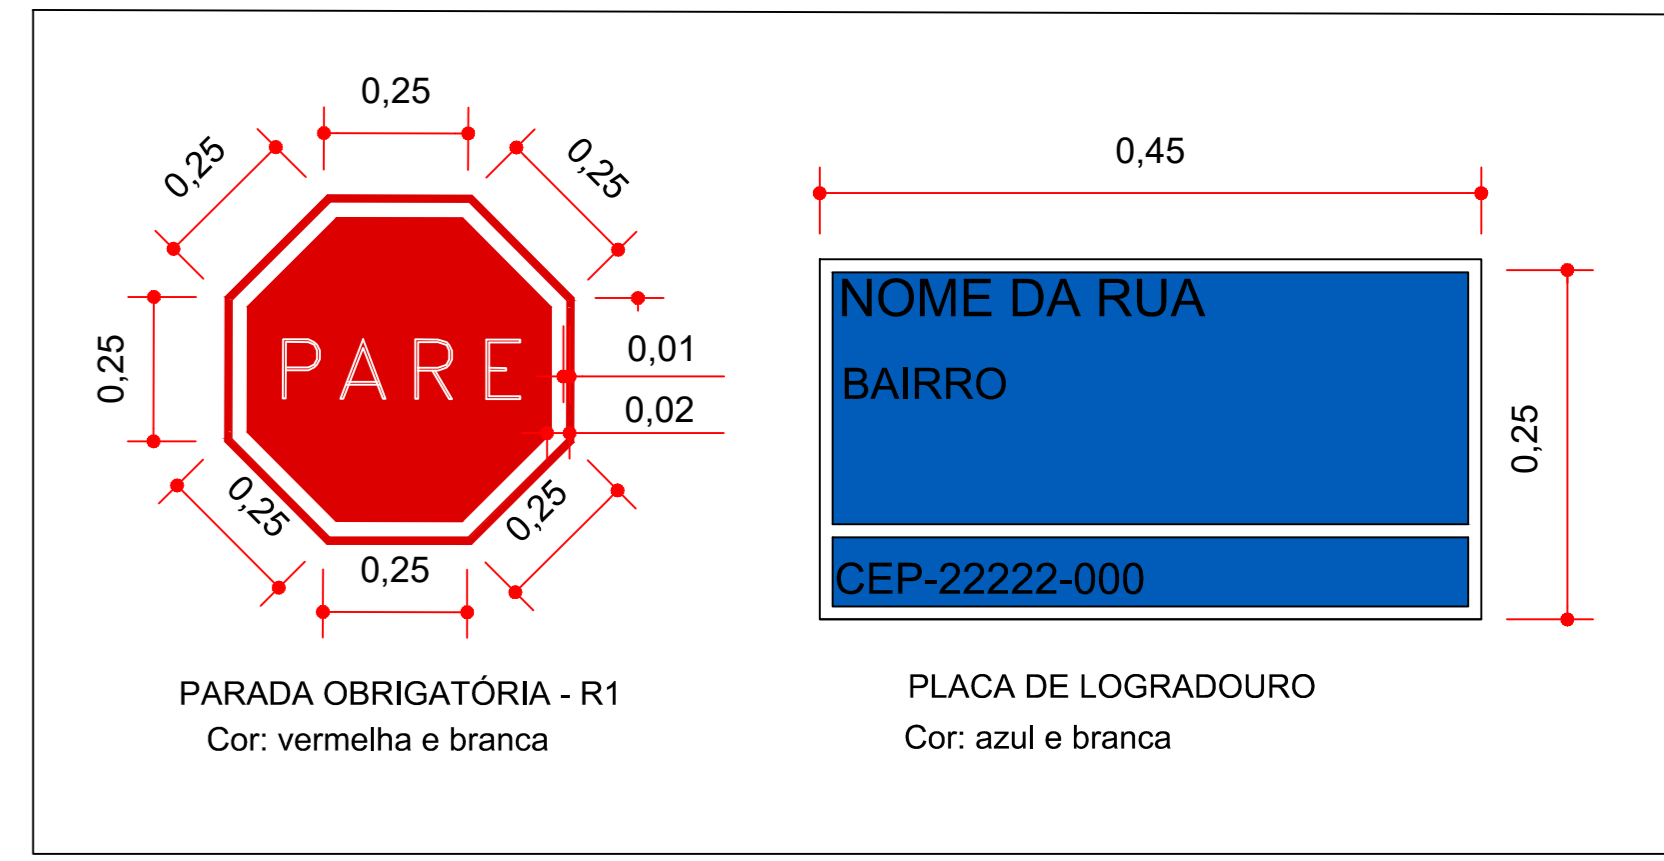 0,25
0,25
0,25
0,25
PARE
0,01
0,02
0,25
0,25
0,25
PARADA OBRIGATÓRIA - R1
Cor: vermelha e branca
0,45
NOME DA RUA
BAIRRO
0,25
CEP-22222-000
PLACA DE LOGRADOURO
Cor: azul e branca